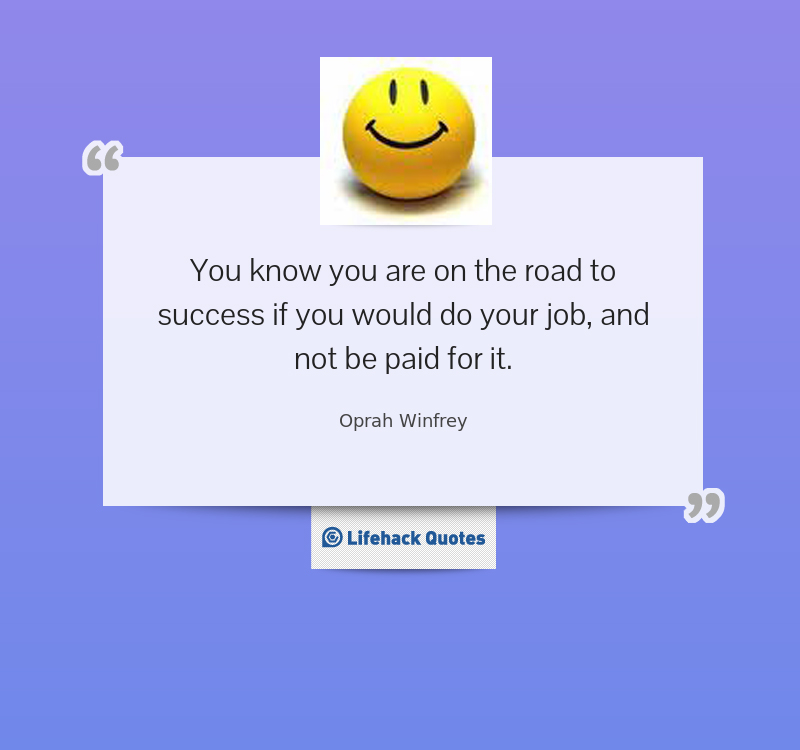 “
You know you are on the road to
success if you would do your job, and
not be paid for it.
Oprah Winfrey
”
Lifehack Quotes